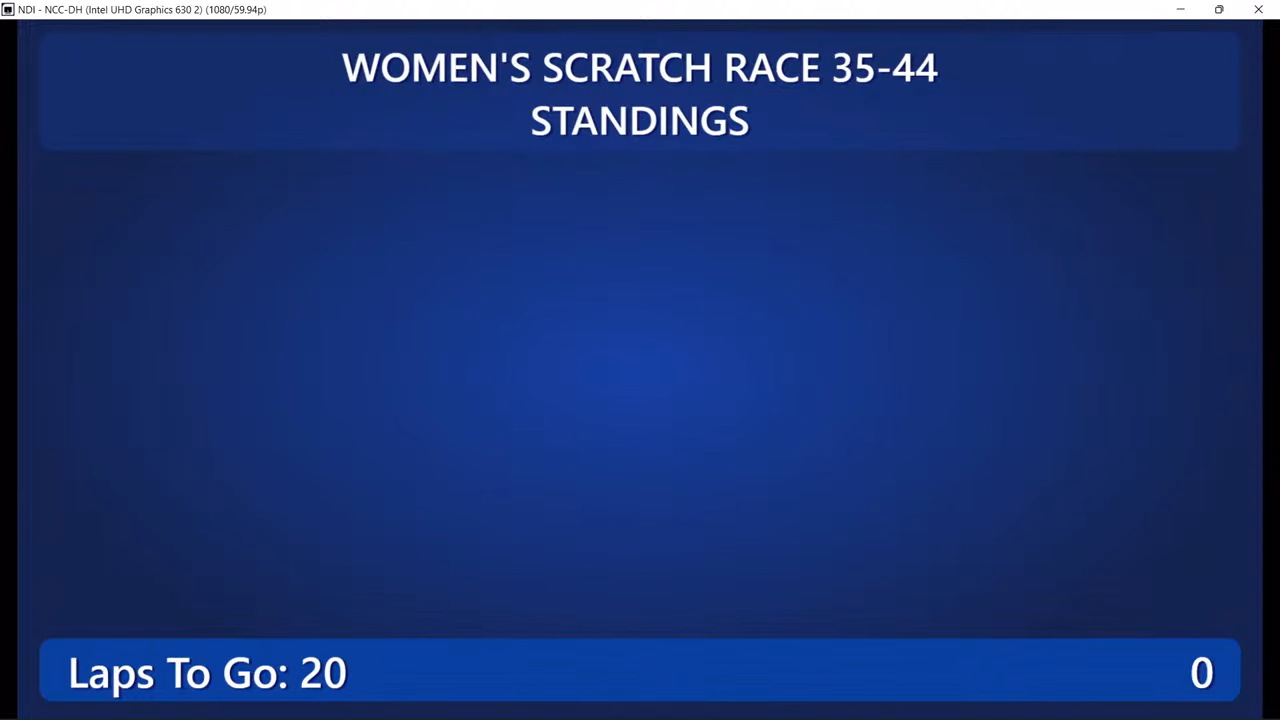 NDI - NCC-DH (Intel UHD Graphics 630 2) (1080/59.94p)
WOMEN'S SCRATCH RACE 35-44
STANDINGS
Laps To Go: 20 0